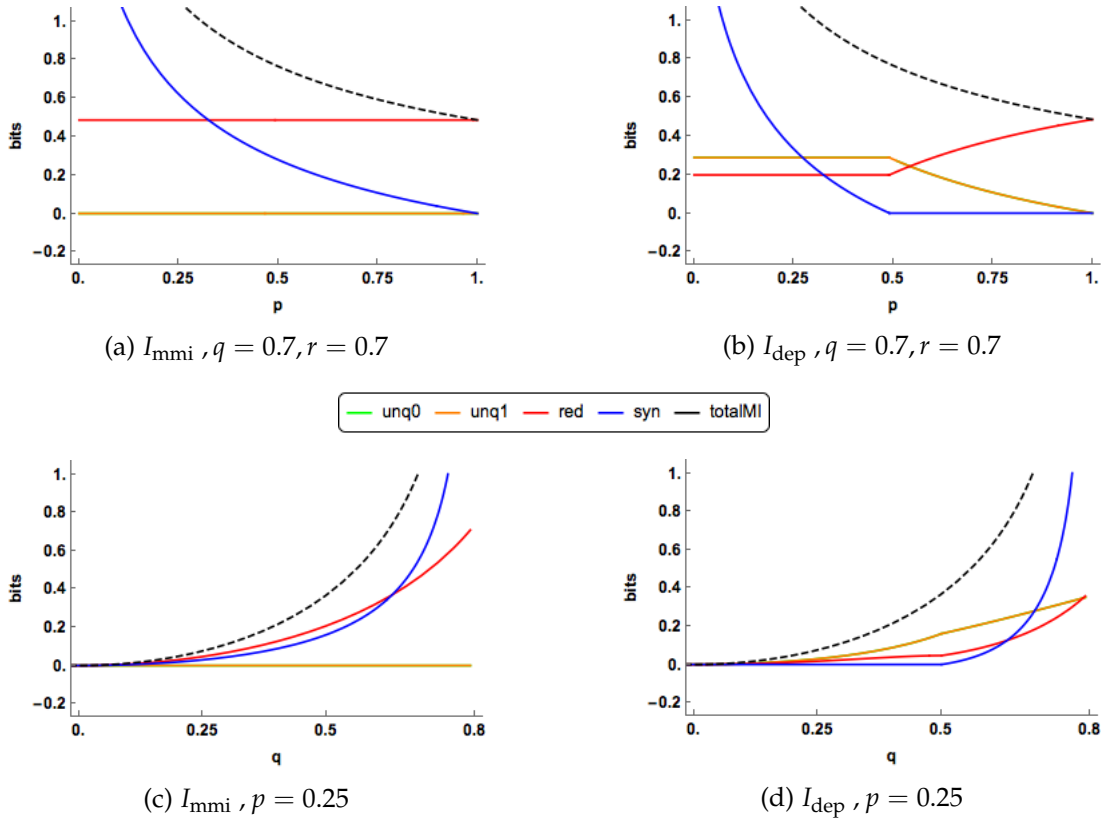 1.
0.8
0.6
0.4
0.2
0.
−0.2
bits
0. 0.25 0.5 0.75 1.
p
(a) I_mmi , q = 0.7, r = 0.7
1.
0.8
0.6
0.4
0.2
0.
−0.2
bits
0. 0.25 0.5 0.75 1.
p
(b) I_dep , q = 0.7, r = 0.7
unq0 unq1 red syn totalMI
1.
0.8
0.6
0.4
0.2
0.
−0.2
bits
0. 0.25 0.5 0.8
q
(c) I_mmi , p = 0.25
1.
0.8
0.6
0.4
0.2
0.
−0.2
bits
0. 0.25 0.5 0.8
q
(d) I_dep , p = 0.25